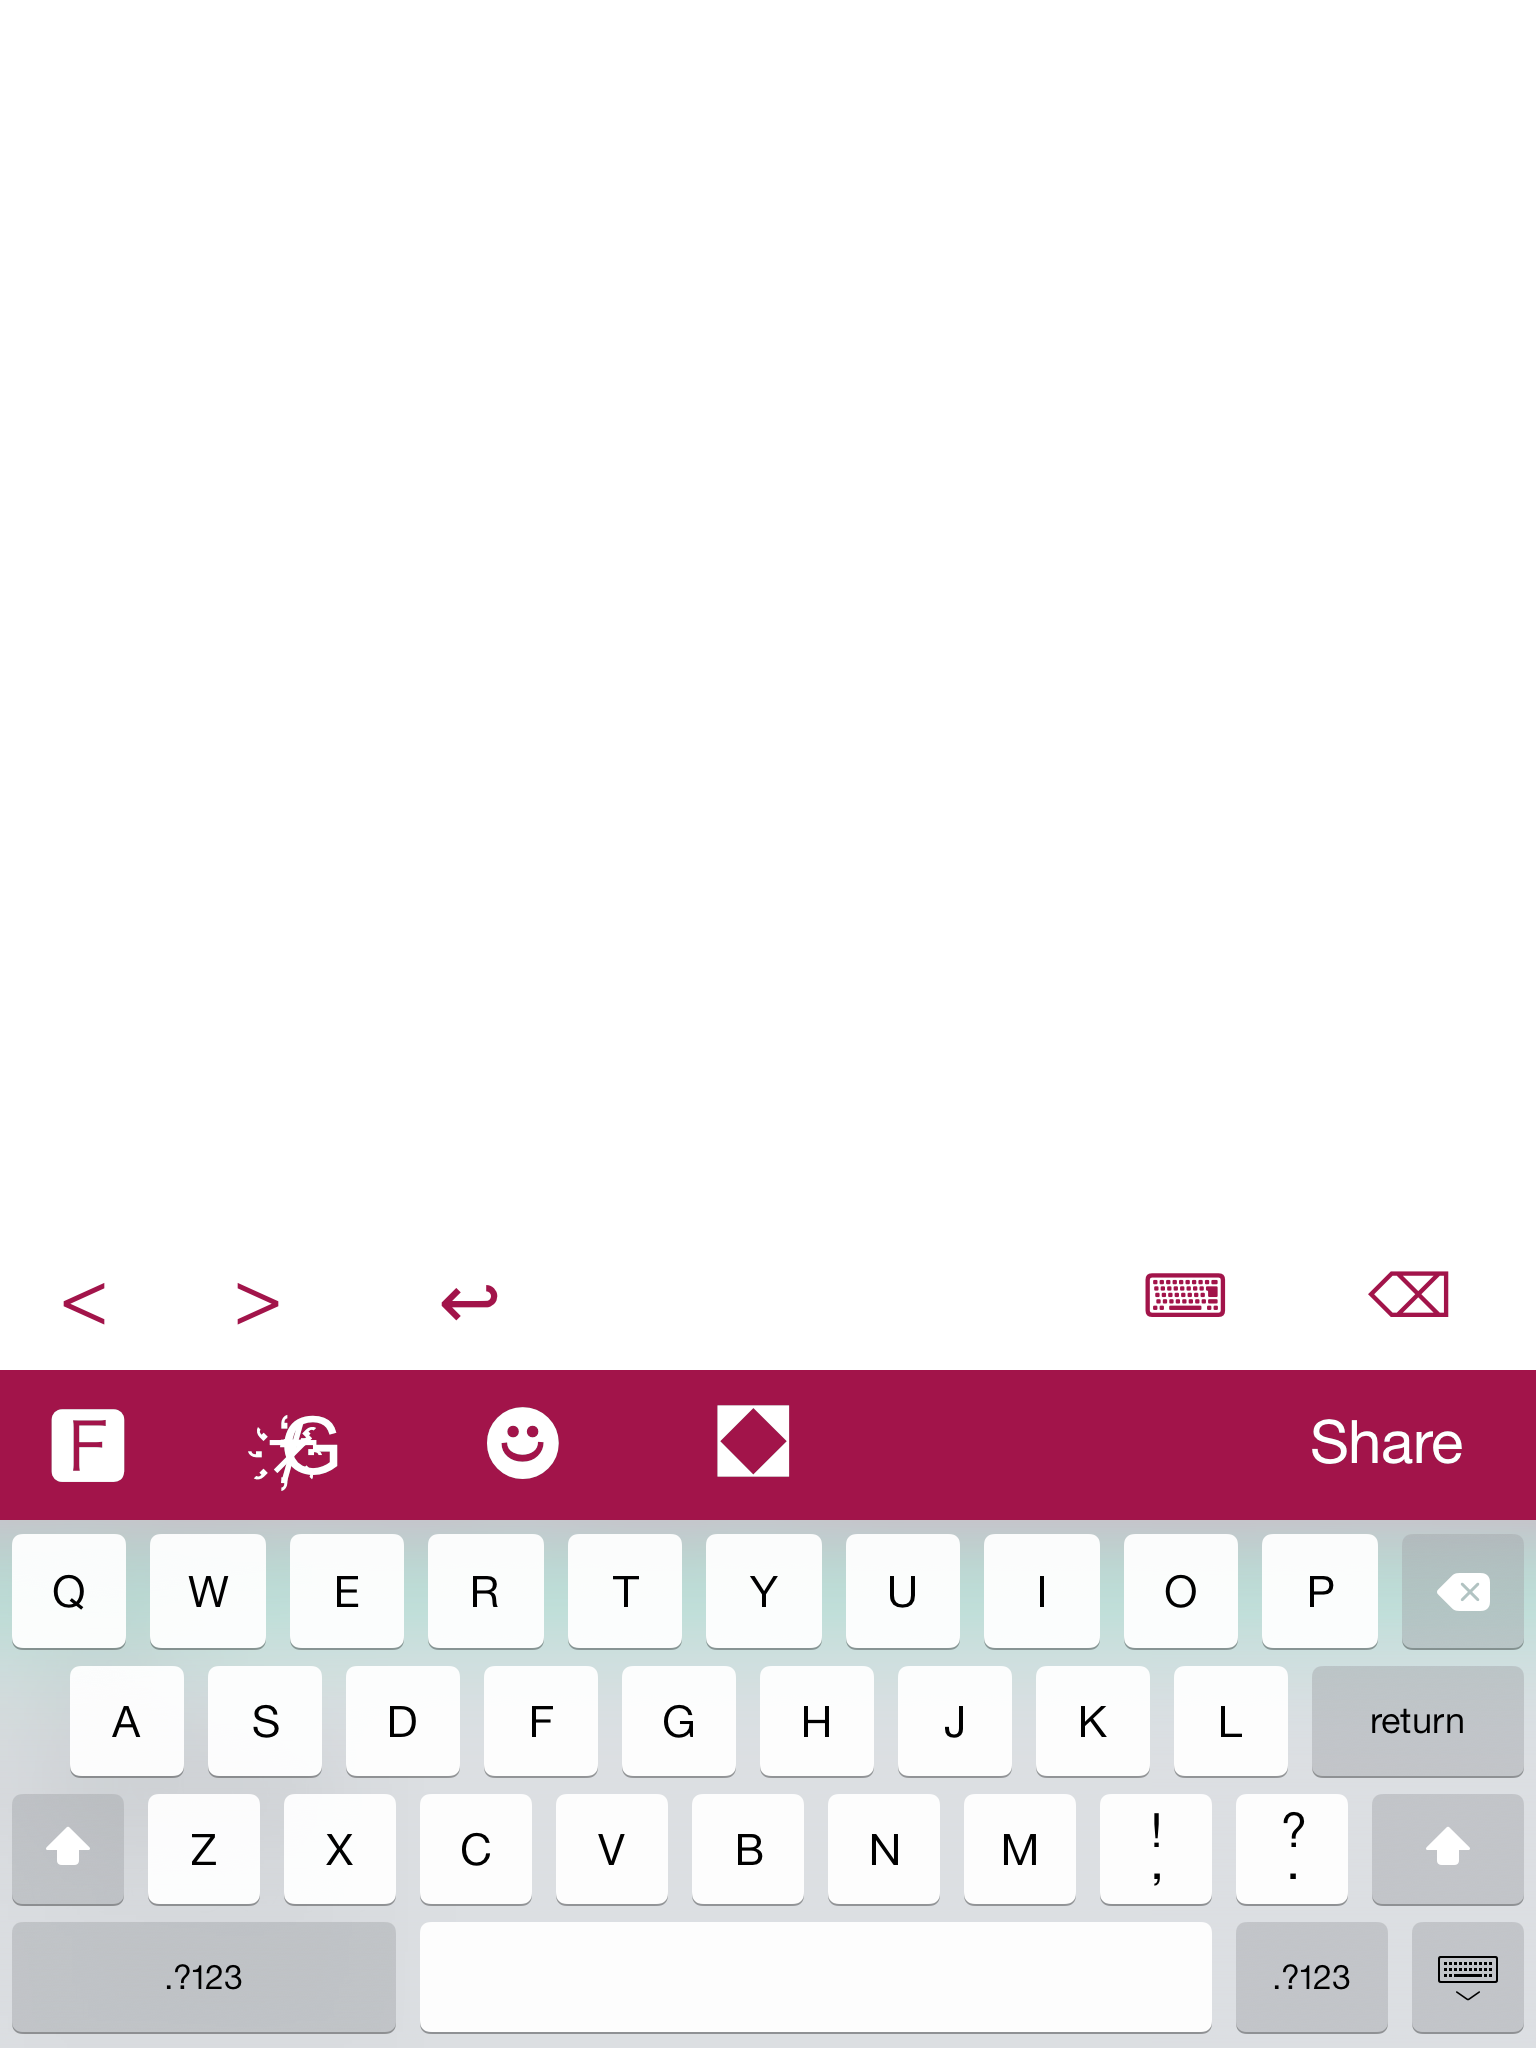 < > ↩ ⌨ ⌫
F G Share
Q W E R T Y U I O P
A S D F G H J K L return
Z X C V B N M ! , ? .
.?123 .?123